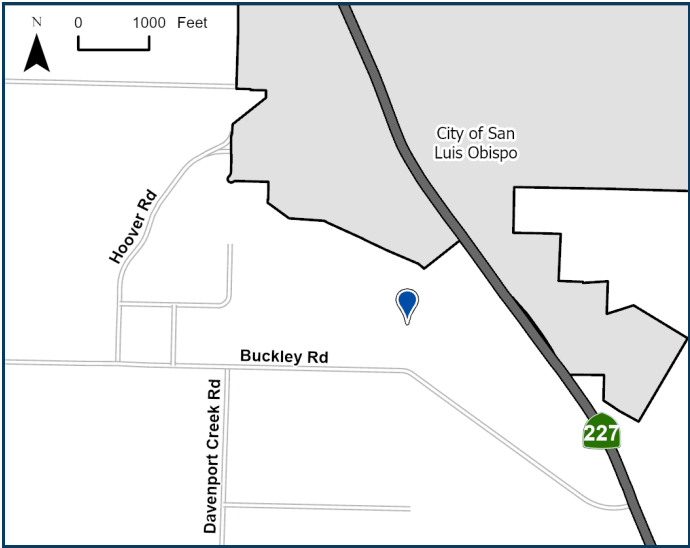 N
0 1000 Feet
City of San
Luis Obispo
Hoover Rd
Buckley Rd
Davenport Creek Rd
227